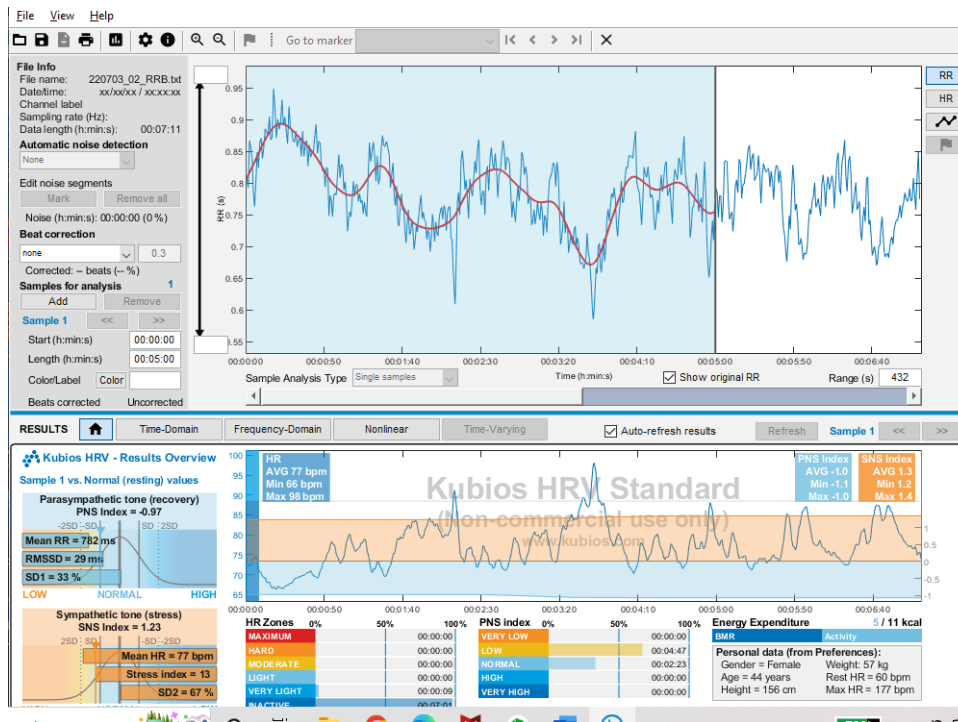 File View Help
Go to marker
File Info
File name: 220703_02_RRB.txt
Date/time: xx/xx/xx / xx:xx:xx
Channel label
Sampling rate (Hz):
Data length (h:min:s): 00:07:11
Automatic noise detection
None
Edit noise segments
Mark Remove all
Noise (h:min:s): 00:00:00 (0 %)
Beat correction
none 0.3
Corrected: -- beats (-- %)
Samples for analysis 1
Add Remove
Sample 1 << >>
Start (h:min:s) 00:00:00
Length (h:min:s) 00:05:00
Color/Label Color
Beats corrected Uncorrected
RR (s)
0.95
0.9
0.85
0.8
0.75
0.7
0.65
0.6
0.55
00:00:00 00:00:50 00:01:40 00:02:30 00:03:20 00:04:10 00:05:00 00:05:50 00:06:40
RR
HR
Sample Analysis Type Single samples Time (h:min:s) Show original RR Range (s) 432
RESULTS Time-Domain Frequency-Domain Nonlinear Time-Varying Auto-refresh results Refresh Sample 1 << >>
Kubios HRV - Results Overview
Sample 1 vs. Normal (resting) values
Parasympathetic tone (recovery)
PNS Index = -0.97
-2SD -SD SD 2SD
Mean RR = 782 ms
RMSSD = 29 ms
SD1 = 33 %
LOW NORMAL HIGH
Sympathetic tone (stress)
SNS Index = 1.23
2SD SD -SD -2SD
Mean HR = 77 bpm
Stress index = 13
SD2 = 67 %
100
95
90
85
80
75
70
65
HR
AVG 77 bpm
Min 66 bpm
Max 98 bpm
Kubios HRV Standard
(Non-commercial use only)
www.kubios.com
PNS Index
AVG -1.0
Min -1.1
Max -1.0
SNS Index
AVG 1.3
Min 1.2
Max 1.4
1
0.5
0
-0.5
-1
00:00:00 00:00:50 00:01:40 00:02:30 00:03:20 00:04:10 00:05:00 00:05:50 00:06:40
HR Zones 0% 50% 100%
MAXIMUM 00:00:00
HARD 00:00:00
MODERATE 00:00:00
LIGHT 00:00:00
VERY LIGHT 00:00:09
INACTIVE 00:07:01
PNS index 0% 50% 100%
VERY LOW 00:00:00
LOW 00:04:47
NORMAL 00:02:23
HIGH 00:00:00
VERY HIGH 00:00:00
Energy Expenditure 5 / 11 kcal
BMR Activity
Personal data (from Preferences):
Gender = Female Weight: 57 kg
Age = 44 years Rest HR = 60 bpm
Height = 156 cm Max HR = 177 bpm